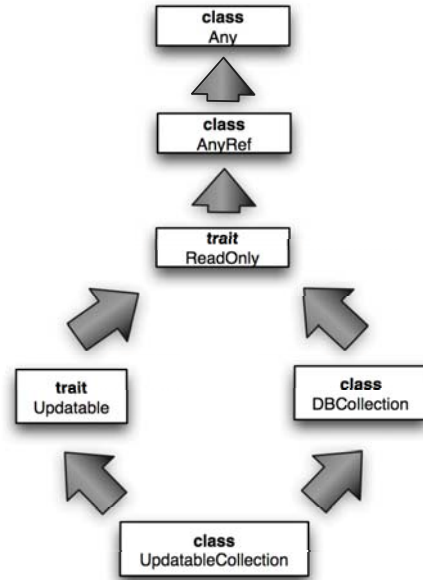 class
Any
class
AnyRef
trait
ReadOnly
trait
Updatable
class
DBCollection
class
UpdatableCollection